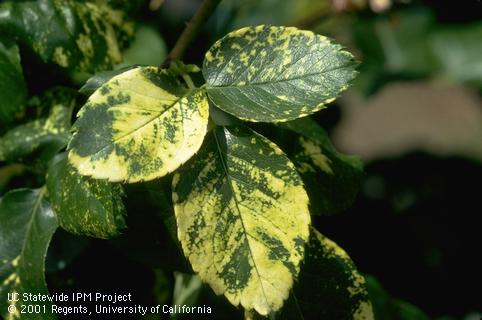 UC Statewide IPM Project
© 2001 Regents, University of California